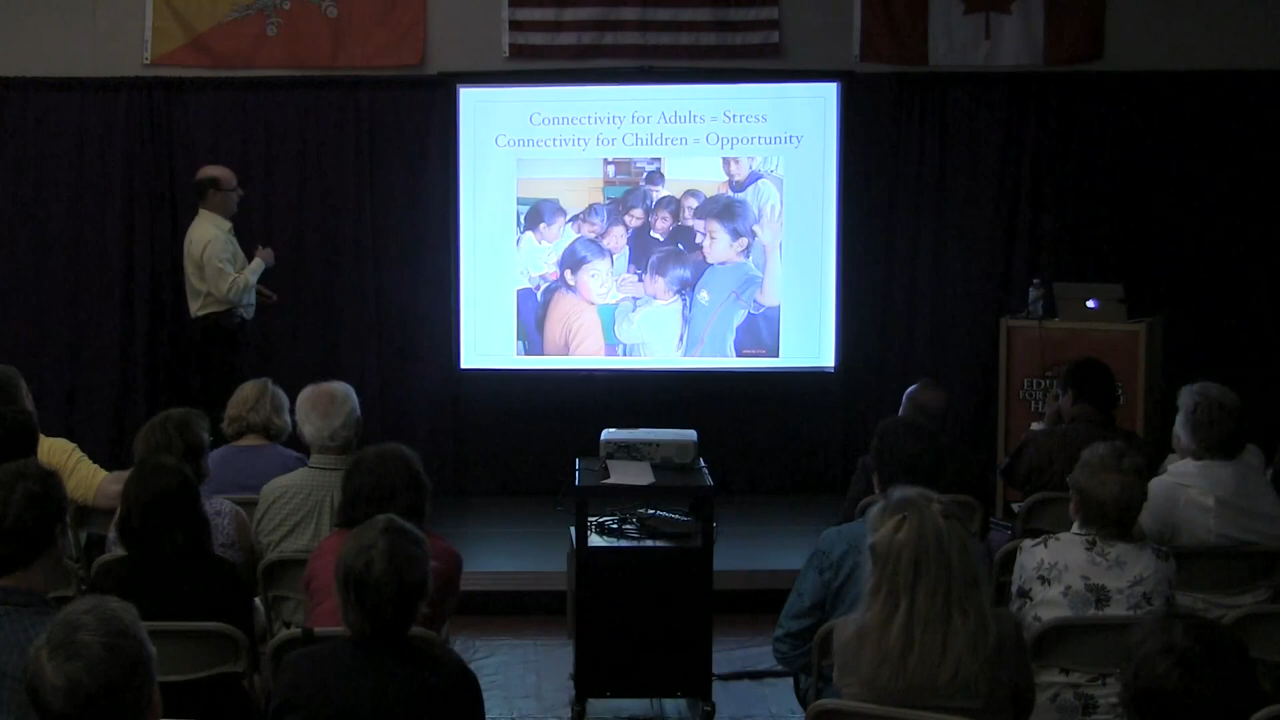 Connectivity for Adults = Stress
Connectivity for Children = Opportunity